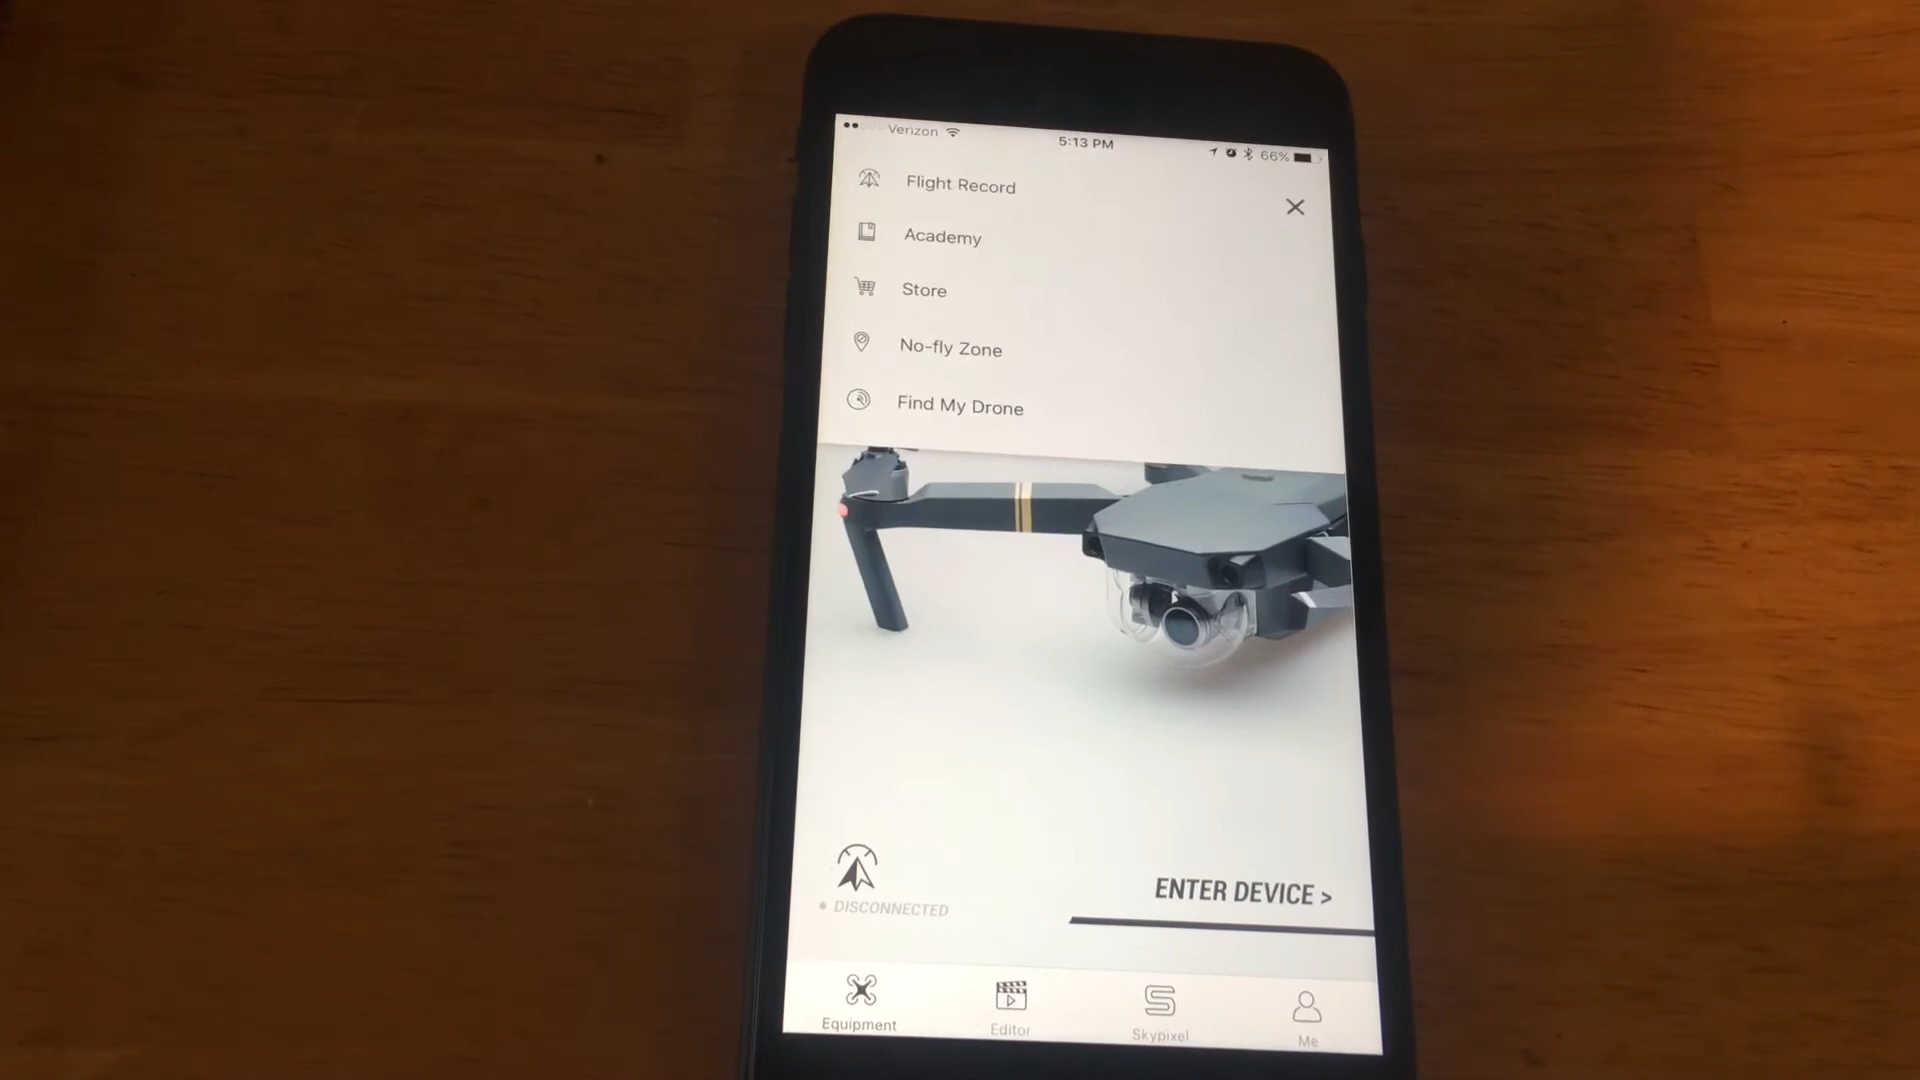 Verizon
5:13 PM
66%
Flight Record
Academy
Store
No-fly Zone
Find My Drone
ENTER DEVICE >
DISCONNECTED
Equipment
Editor
Skypixel
Me